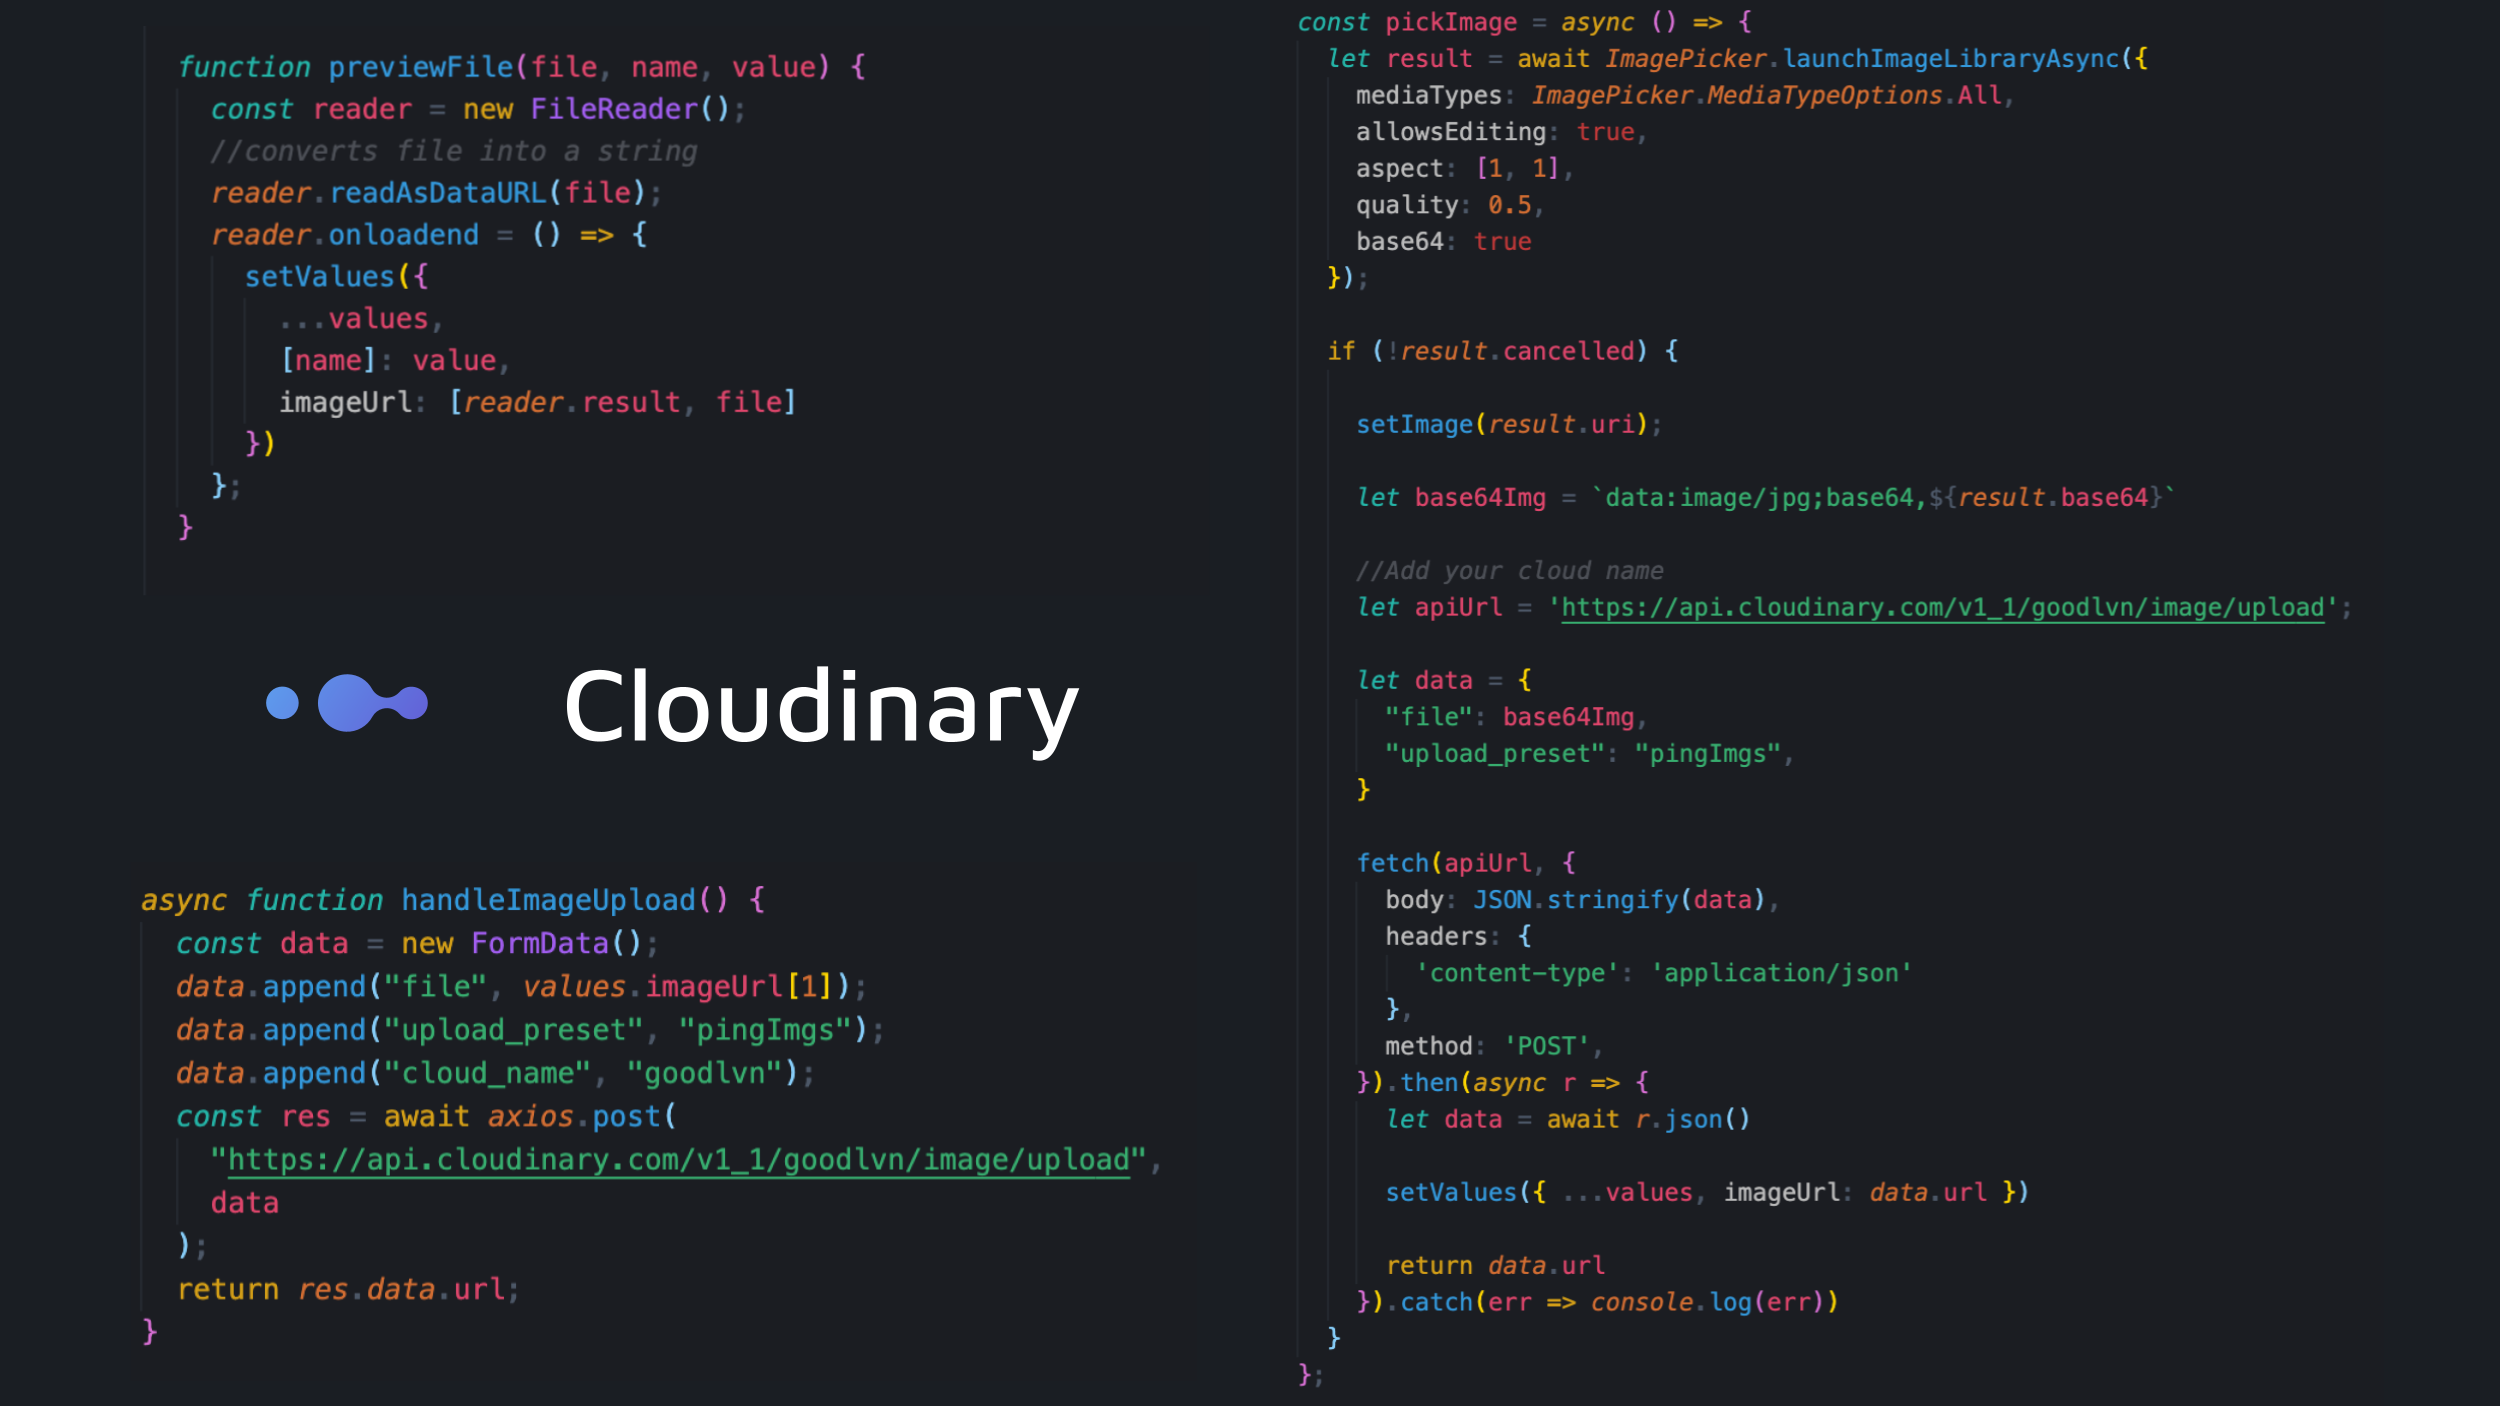 function previewFile(file, name, value) {
const reader = new FileReader();
//converts file into a string
reader.readAsDataURL(file);
reader.onloadend = () => {
setValues({
...values,
[name]: value,
imageUrl: [reader.result, file]
})
};
}
Cloudinary
async function handleImageUpload() {
const data = new FormData();
data.append("file", values.imageUrl[1]);
data.append("upload_preset", "pingImgs");
data.append("cloud_name", "goodlvn");
const res = await axios.post(
"https://api.cloudinary.com/v1_1/goodlvn/image/upload",
data
);
return res.data.url;
}
const pickImage = async () => {
let result = await ImagePicker.launchImageLibraryAsync({
mediaTypes: ImagePicker.MediaTypeOptions.All,
allowsEditing: true,
aspect: [1, 1],
quality: 0.5,
base64: true
});
if (!result.cancelled) {
setImage(result.uri);
let base64Img = `data:image/jpg;base64,${result.base64}`
//Add your cloud name
let apiUrl = 'https://api.cloudinary.com/v1_1/goodlvn/image/upload';
let data = {
"file": base64Img,
"upload_preset": "pingImgs",
}
fetch(apiUrl, {
body: JSON.stringify(data),
headers: {
'content-type': 'application/json'
},
method: 'POST',
}).then(async r => {
let data = await r.json()
setValues({ ...values, imageUrl: data.url })
return data.url
}).catch(err => console.log(err))
}
};